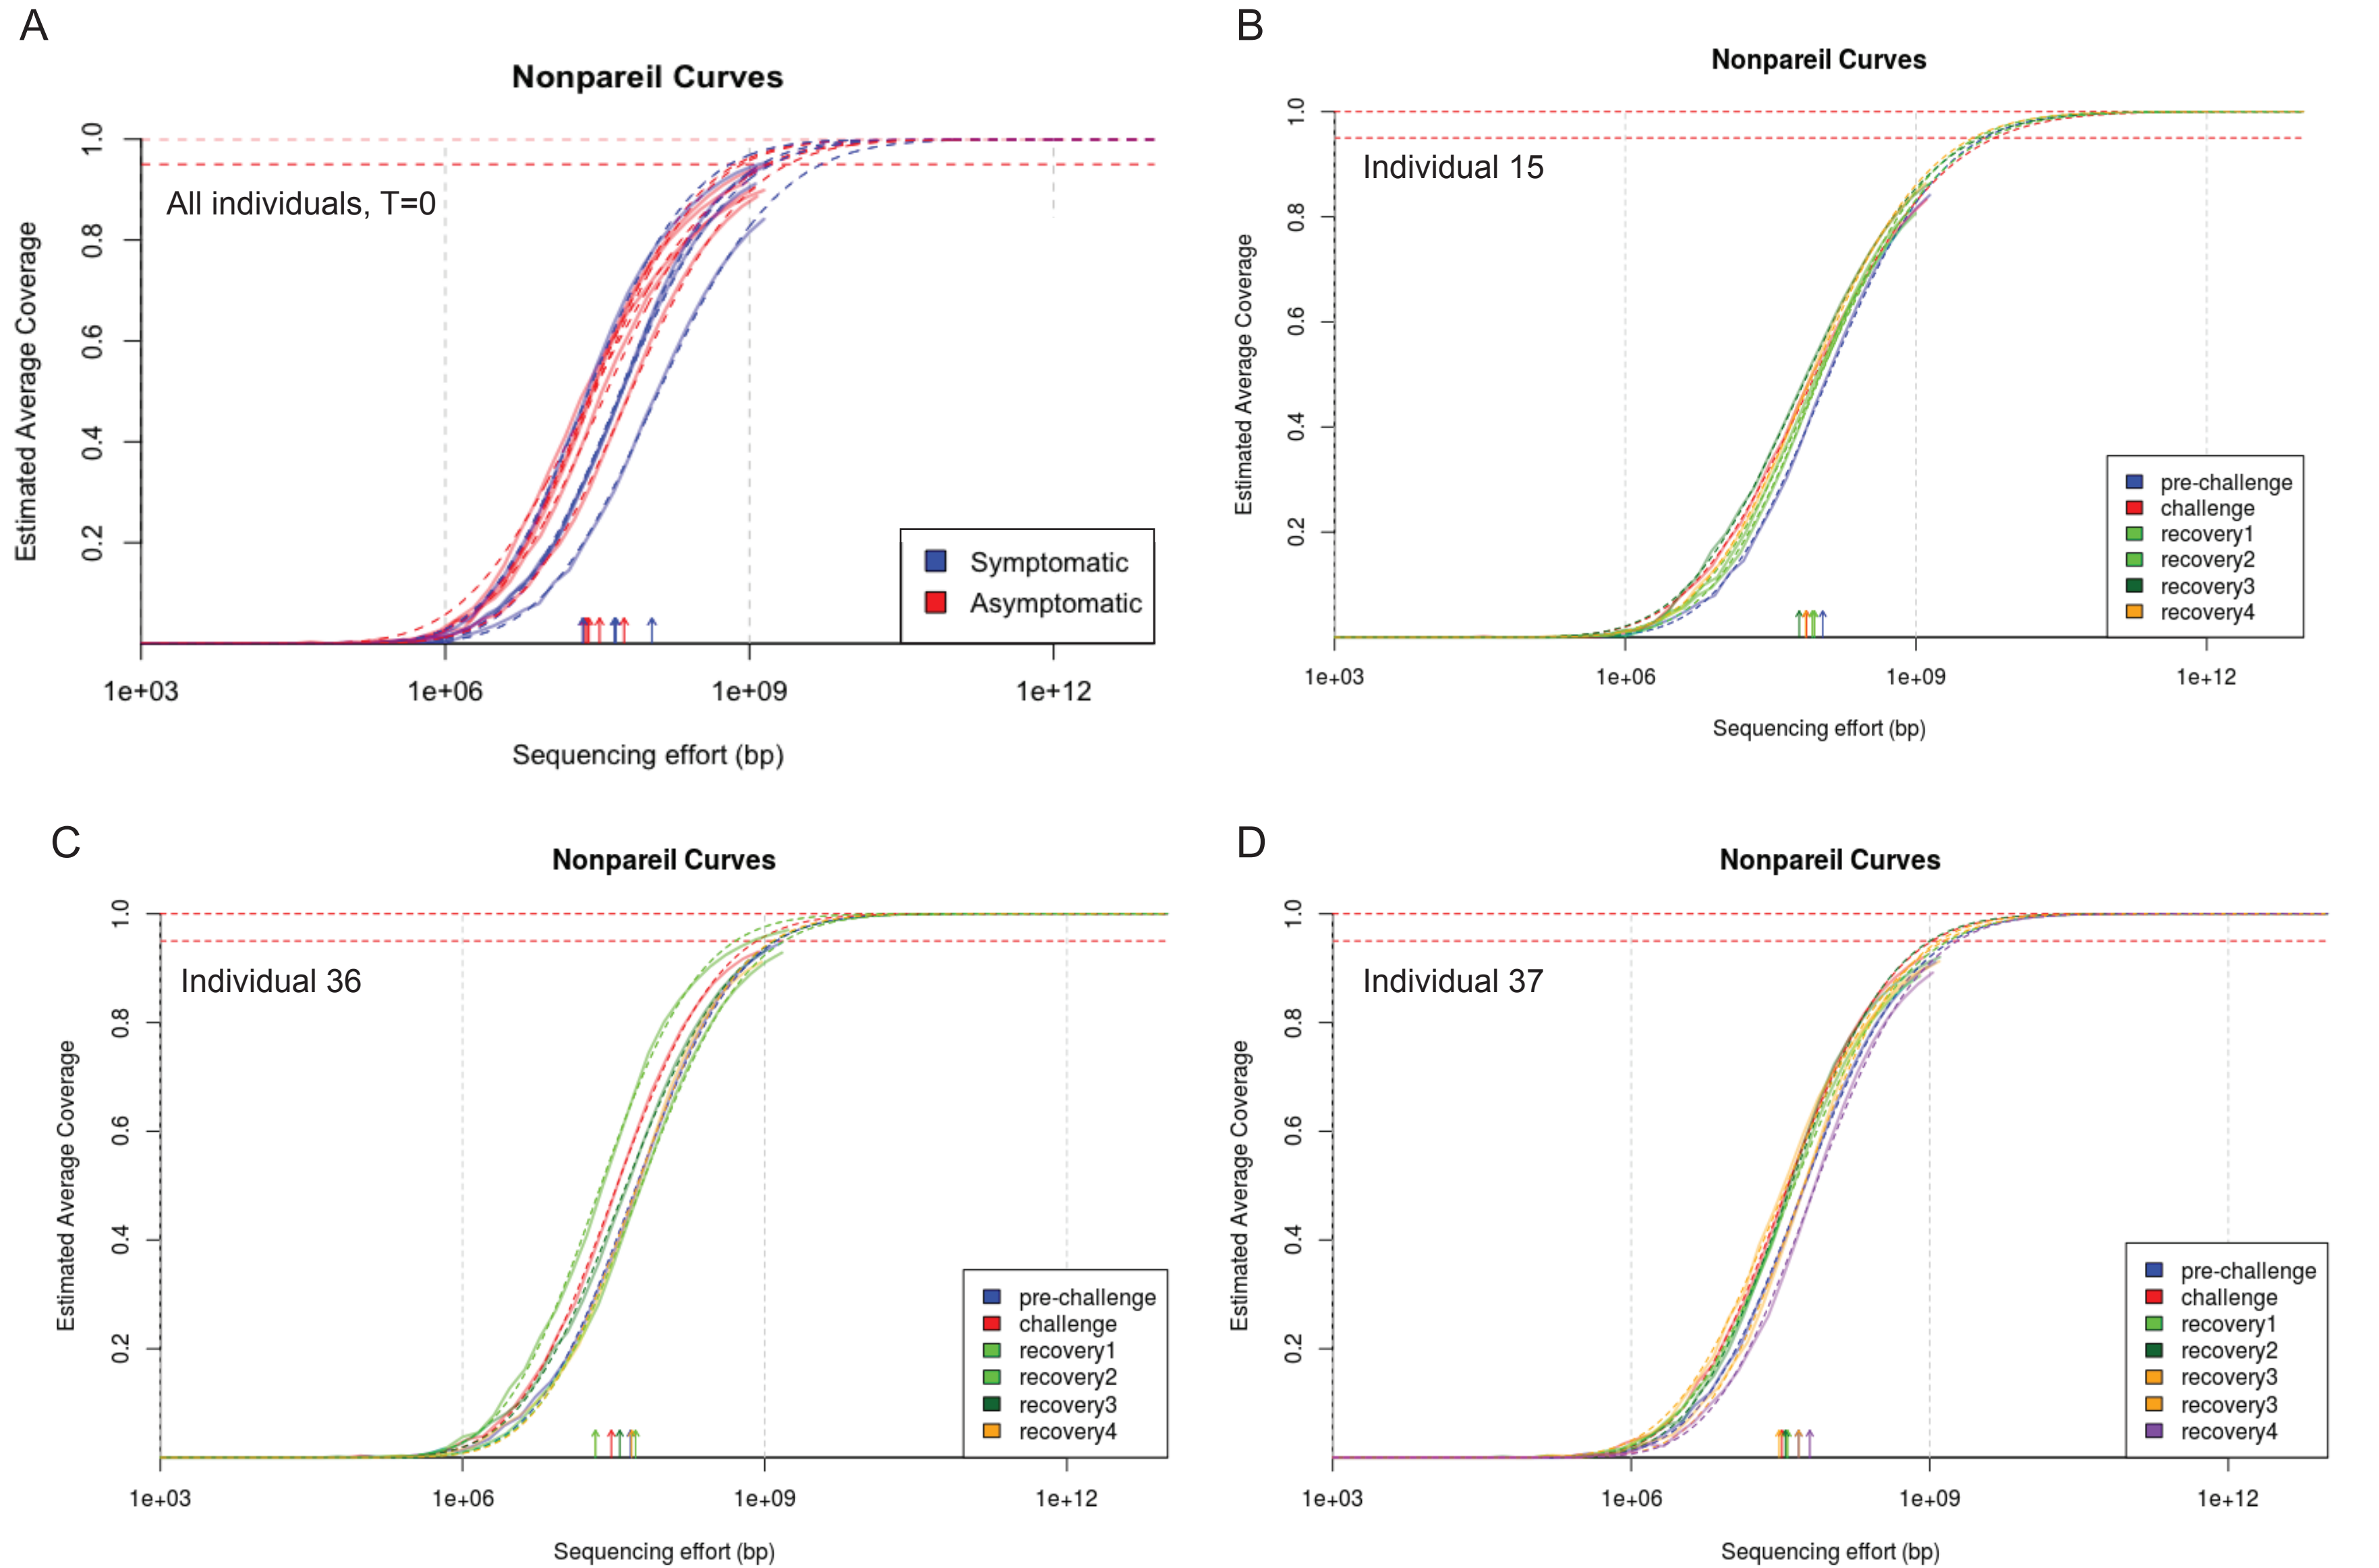 A
Nonpareil Curves
Estimated Average Coverage
1.0
0.8
0.6
0.4
0.2
All individuals, T=0
Symptomatic
Asymptomatic
1e+03 1e+06 1e+09 1e+12
Sequencing effort (bp)
B
Nonpareil Curves
Estimated Average Coverage
1.0
0.8
0.6
0.4
0.2
Individual 15
pre-challenge
challenge
recovery1
recovery2
recovery3
recovery4
1e+03 1e+06 1e+09 1e+12
Sequencing effort (bp)
C
Nonpareil Curves
Estimated Average Coverage
1.0
0.8
0.6
0.4
0.2
Individual 36
pre-challenge
challenge
recovery1
recovery2
recovery3
recovery4
1e+03 1e+06 1e+09 1e+12
Sequencing effort (bp)
D
Nonpareil Curves
Estimated Average Coverage
1.0
0.8
0.6
0.4
0.2
Individual 37
pre-challenge
challenge
recovery1
recovery2
recovery3
recovery3
recovery4
1e+03 1e+06 1e+09 1e+12
Sequencing effort (bp)